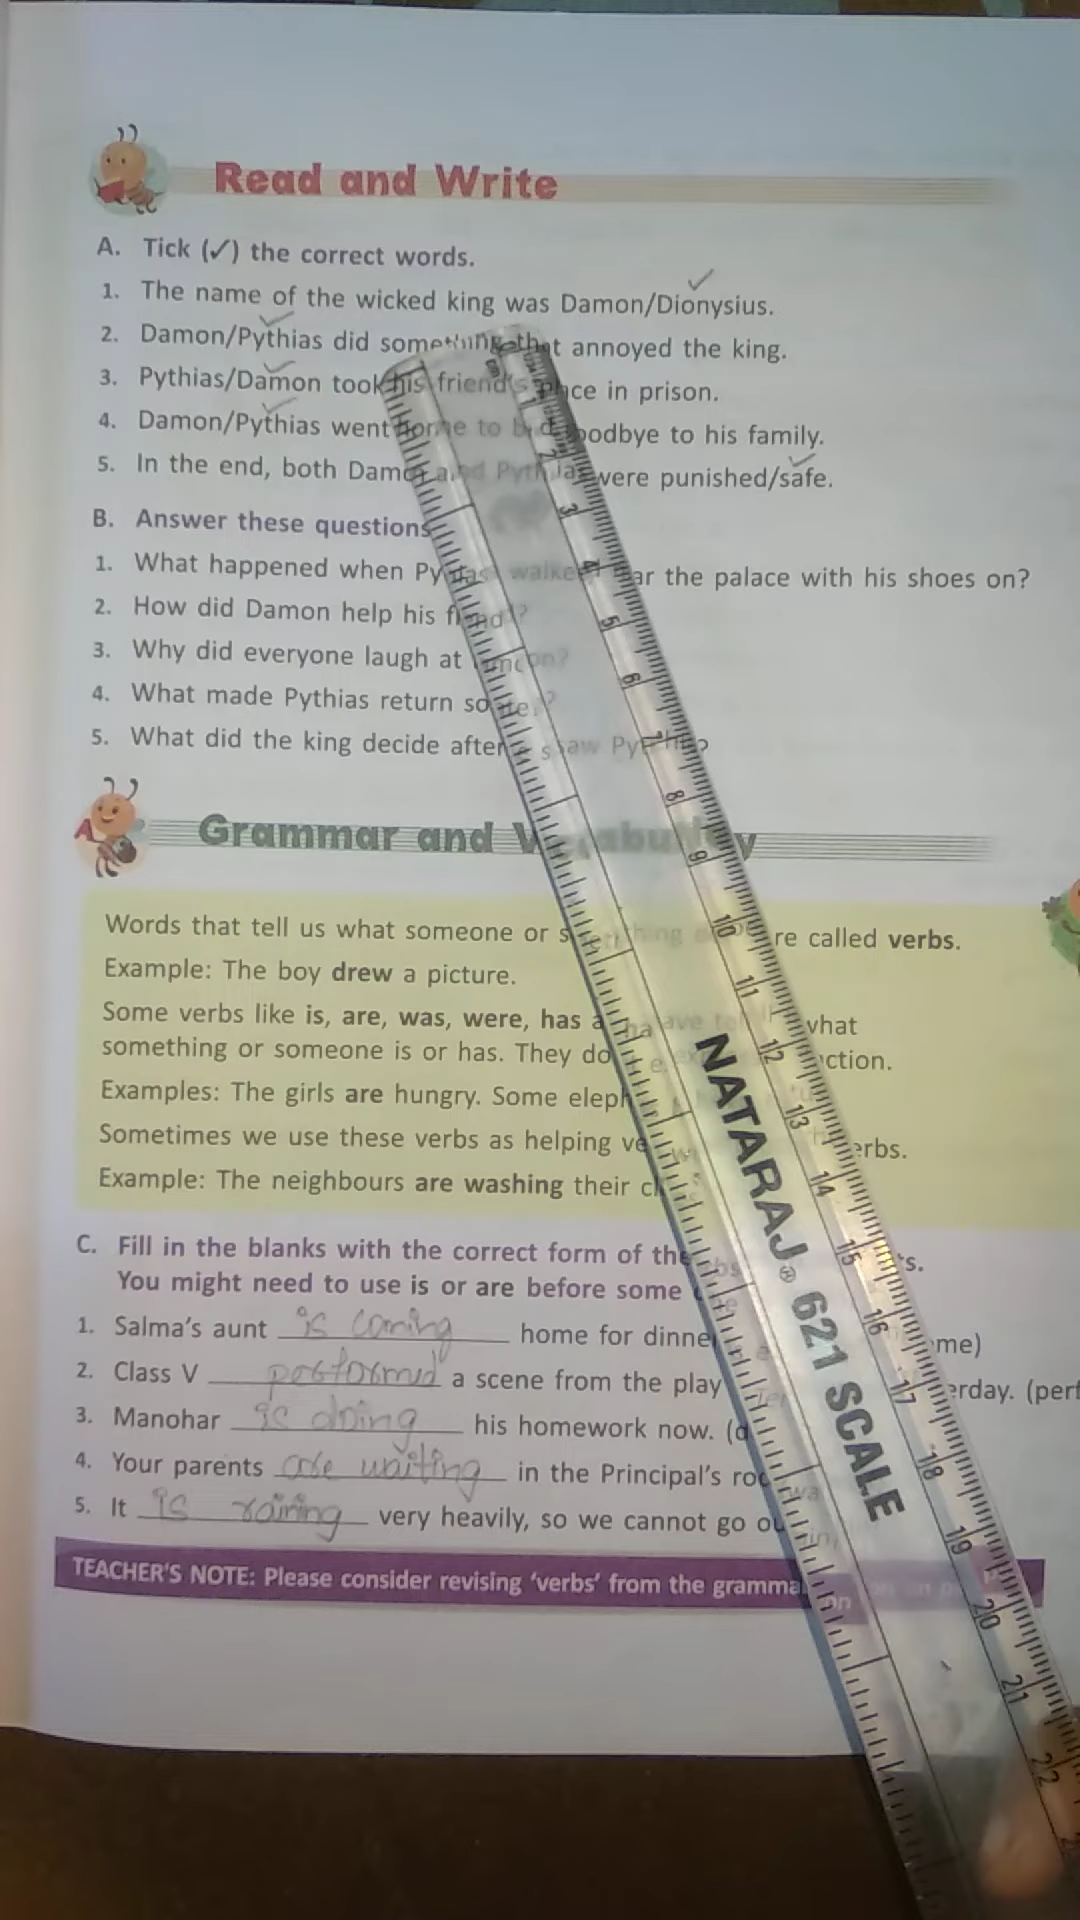 Read and Write
A. Tick (✓) the correct words.
1. The name of the wicked king was Damon/Dionysius.
2. Damon/Pythias did something that annoyed the king.
3. Pythias/Damon took his friend's place in prison.
4. Damon/Pythias went home to bid goodbye to his family.
5. In the end, both Damon and Pythias were punished/safe.
B. Answer these questions
1. What happened when Pythias walked near the palace with his shoes on?
2. How did Damon help his friend?
3. Why did everyone laugh at Damon?
4. What made Pythias return so late?
5. What did the king decide after saw
Grammar and Vocabulary
Words that tell us what someone or something are called verbs.
Example: The boy drew a picture.
Some verbs like is, are, was, were, has have what
something or someone is or has. They do action.
Examples: The girls are hungry. Some
Sometimes we use these verbs as helping verbs.
Example: The neighbours are washing their
C. Fill in the blanks with the correct form of the
You might need to use is or are before some
1. Salma's aunt is coming home for dinner
2. Class V performed a scene from the play
3. Manohar is doing his homework now.
4. Your parents are waiting in the Principal's
5. It is raining very heavily, so we cannot go
TEACHER'S NOTE: Please consider revising 'verbs' from the
NATARAJ® 621 SCALE
cm 1 2 3 4 5 6 7 8 9 10 11 12 13 14 15 16 17 18 19 20 21 22